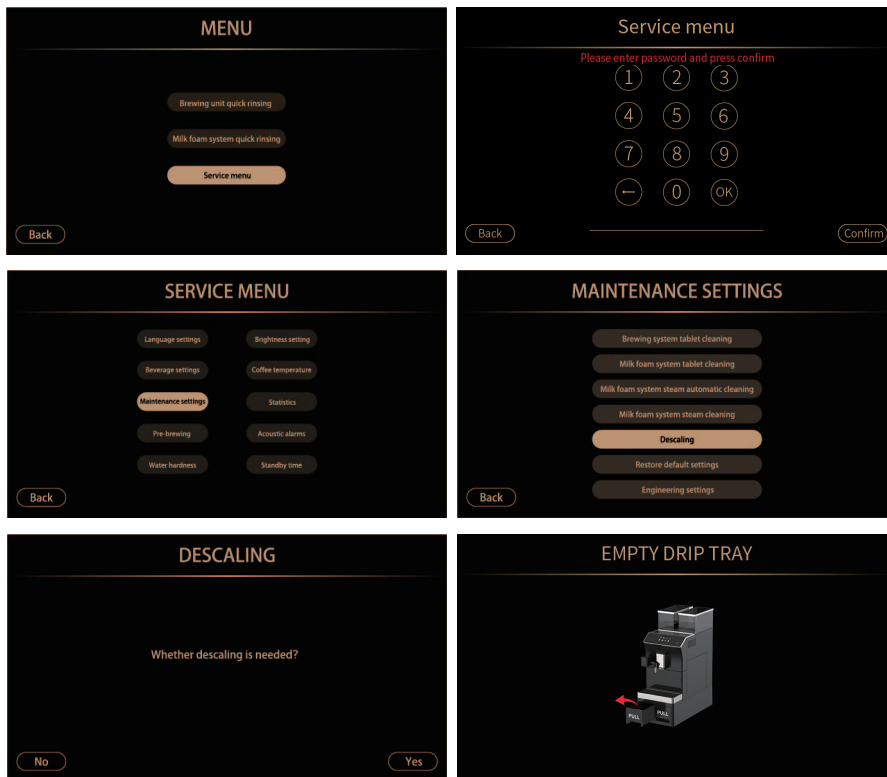 MENU
Brewing unit quick rinsing
Milk foam system quick rinsing
Service menu
Back
Service menu
Please enter password and press confirm
1 2 3
4 5 6
7 8 9
← 0 OK
Back
Confirm
SERVICE MENU
Language settings
Brightness setting
Beverage settings
Coffee temperature
Maintenance settings
Statistics
Pre-brewing
Acoustic alarms
Water hardness
Standby time
Back
MAINTENANCE SETTINGS
Brewing system tablet cleaning
Milk foam system tablet cleaning
Milk foam system steam automatic cleaning
Milk foam system steam cleaning
Descaling
Restore default settings
Engineering settings
Back
DESCALING
Whether descaling is needed?
No
Yes
EMPTY DRIP TRAY
PULL
PULL